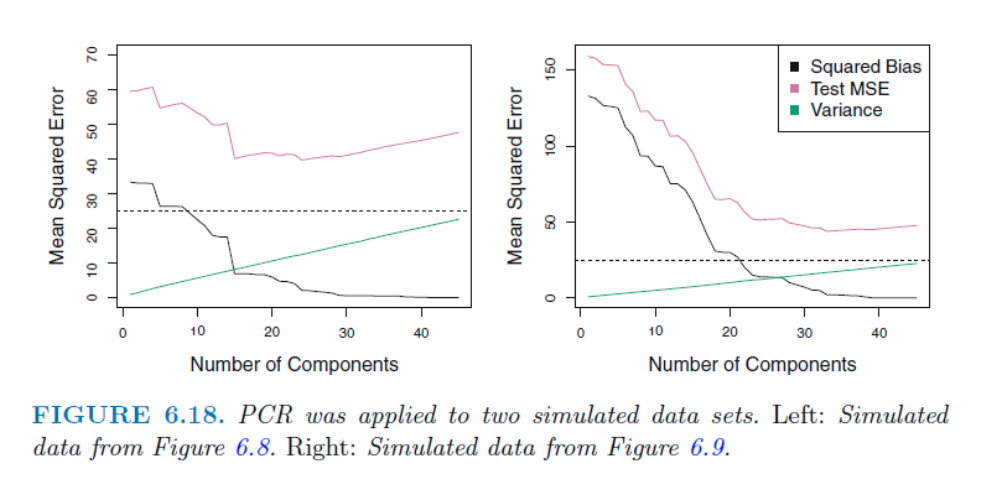 Mean Squared Error
0 10 20 30 40 50 60 70
0 10 20 30 40
Number of Components
Mean Squared Error
0 50 100 150
0 10 20 30 40
Number of Components
Squared Bias
Test MSE
Variance
FIGURE 6.18. PCR was applied to two simulated data sets. Left: Simulated
data from Figure 6.8. Right: Simulated data from Figure 6.9.